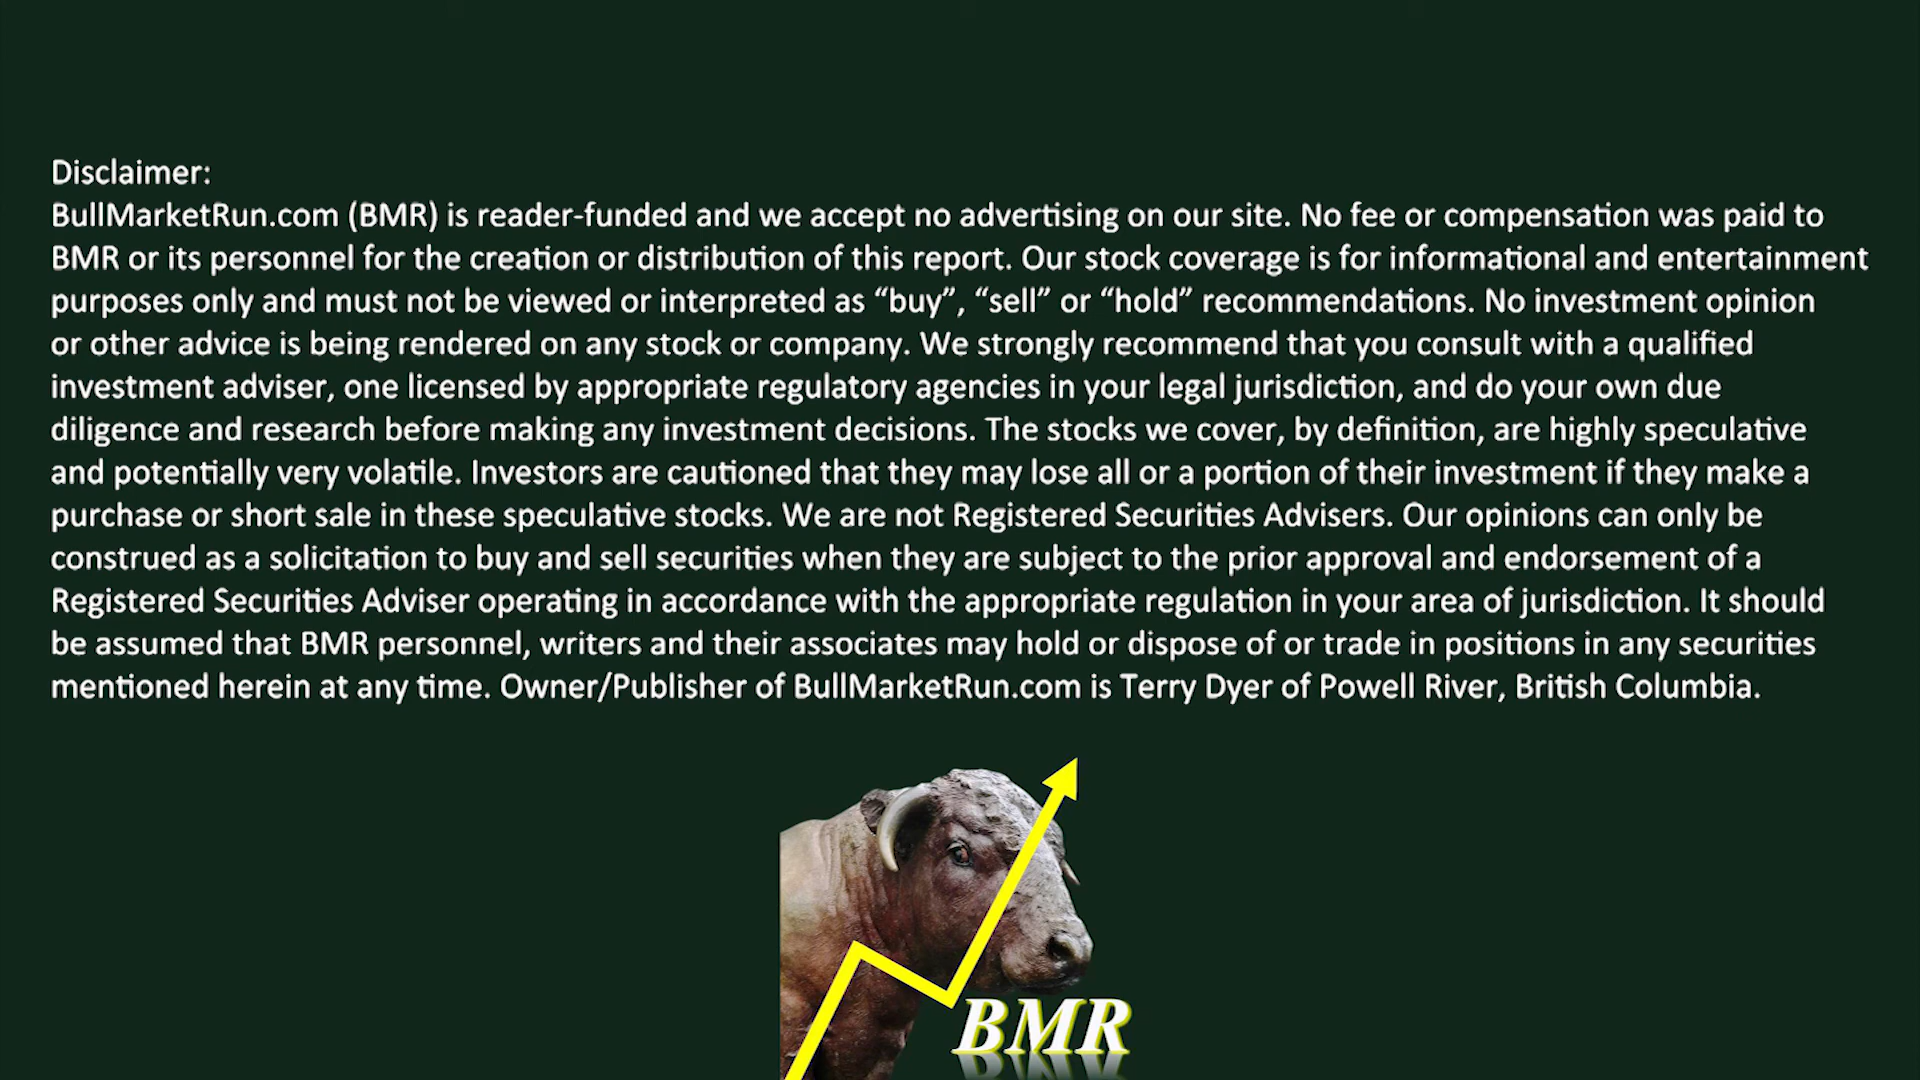 Disclaimer:
BullMarketRun.com (BMR) is reader-funded and we accept no advertising on our site. No fee or compensation was paid to
BMR or its personnel for the creation or distribution of this report. Our stock coverage is for informational and entertainment
purposes only and must not be viewed or interpreted as “buy”, “sell” or “hold” recommendations. No investment opinion
or other advice is being rendered on any stock or company. We strongly recommend that you consult with a qualified
investment adviser, one licensed by appropriate regulatory agencies in your legal jurisdiction, and do your own due
diligence and research before making any investment decisions. The stocks we cover, by definition, are highly speculative
and potentially very volatile. Investors are cautioned that they may lose all or a portion of their investment if they make a
purchase or short sale in these speculative stocks. We are not Registered Securities Advisers. Our opinions can only be
construed as a solicitation to buy and sell securities when they are subject to the prior approval and endorsement of a
Registered Securities Adviser operating in accordance with the appropriate regulation in your area of jurisdiction. It should
be assumed that BMR personnel, writers and their associates may hold or dispose of or trade in positions in any securities
mentioned herein at any time. Owner/Publisher of BullMarketRun.com is Terry Dyer of Powell River, British Columbia.
BMR